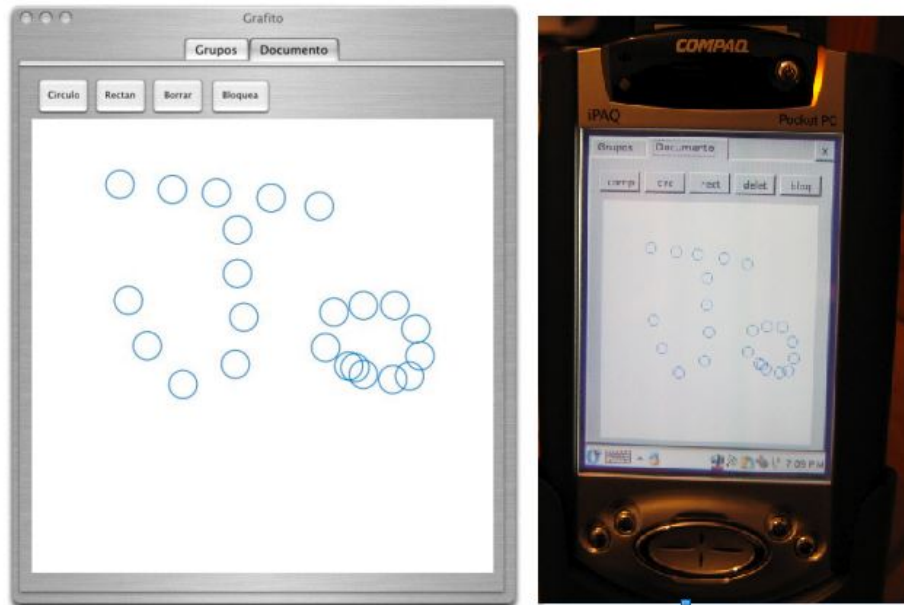 Grafito
Grupos Documento
Circulo Rectan Borrar Bloquea
COMPAQ
iPAQ Pocket PC
Grupos Documento X
rect delet bloq
7:05 PM